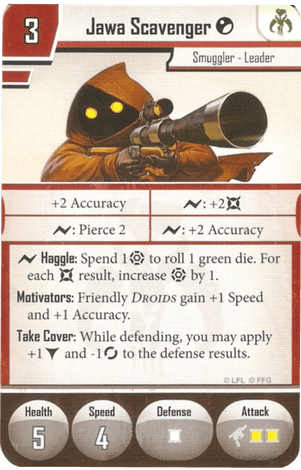 3
Jawa Scavenger
Smuggler - Leader
+2 Accuracy
: +2
: Pierce 2
: +2 Accuracy
Haggle: Spend 1 to roll 1 green die. For
each result, increase by 1.
Motivators: Friendly DROIDS gain +1 Speed
and +1 Accuracy.
Take Cover: While defending, you may apply
+1 and -1 to the defense results.
© LFL © FFG
Health
Speed
Defense
Attack
5
4